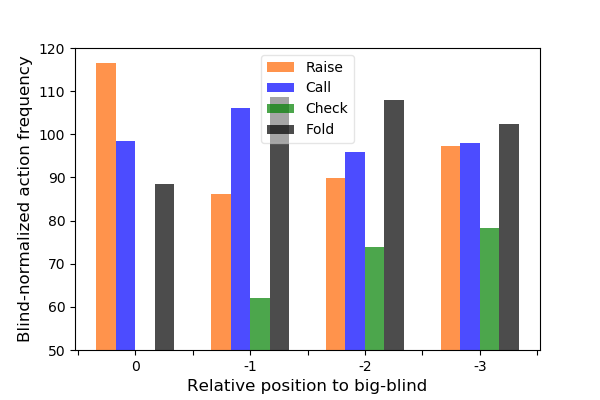 Blind-normalized action frequency
120
110
100
90
80
70
60
50
Raise
Call
Check
Fold
0
-1
-2
-3
Relative position to big-blind